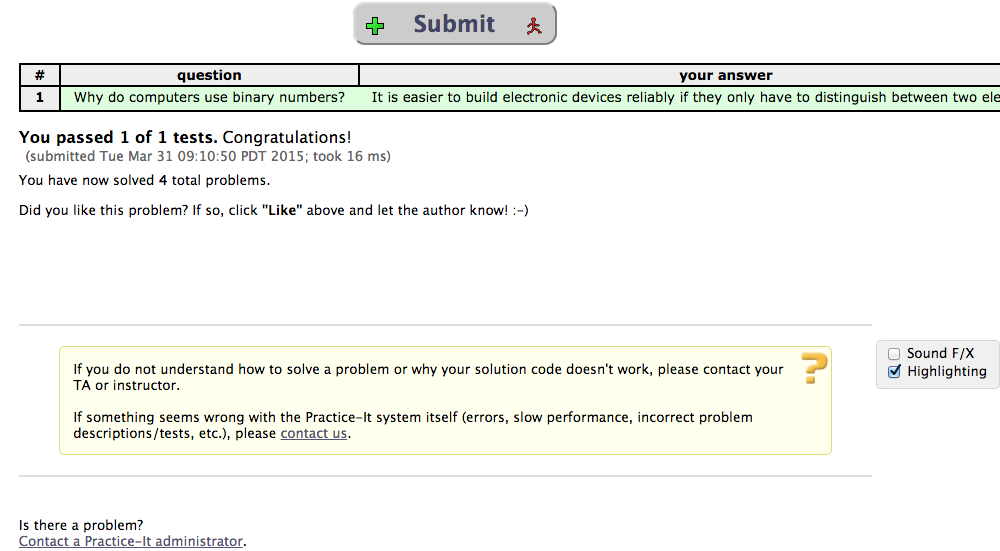 Submit
# question your answer
1 Why do computers use binary numbers? It is easier to build electronic devices reliably if they only have to distinguish between two ele
You passed 1 of 1 tests. Congratulations!
(submitted Tue Mar 31 09:10:50 PDT 2015; took 16 ms)
You have now solved 4 total problems.
Did you like this problem? If so, click "Like" above and let the author know! :-)
If you do not understand how to solve a problem or why your solution code doesn't work, please contact your
TA or instructor.
If something seems wrong with the Practice-It system itself (errors, slow performance, incorrect problem
descriptions/tests, etc.), please contact us.
Sound F/X
Highlighting
Is there a problem?
Contact a Practice-It administrator.